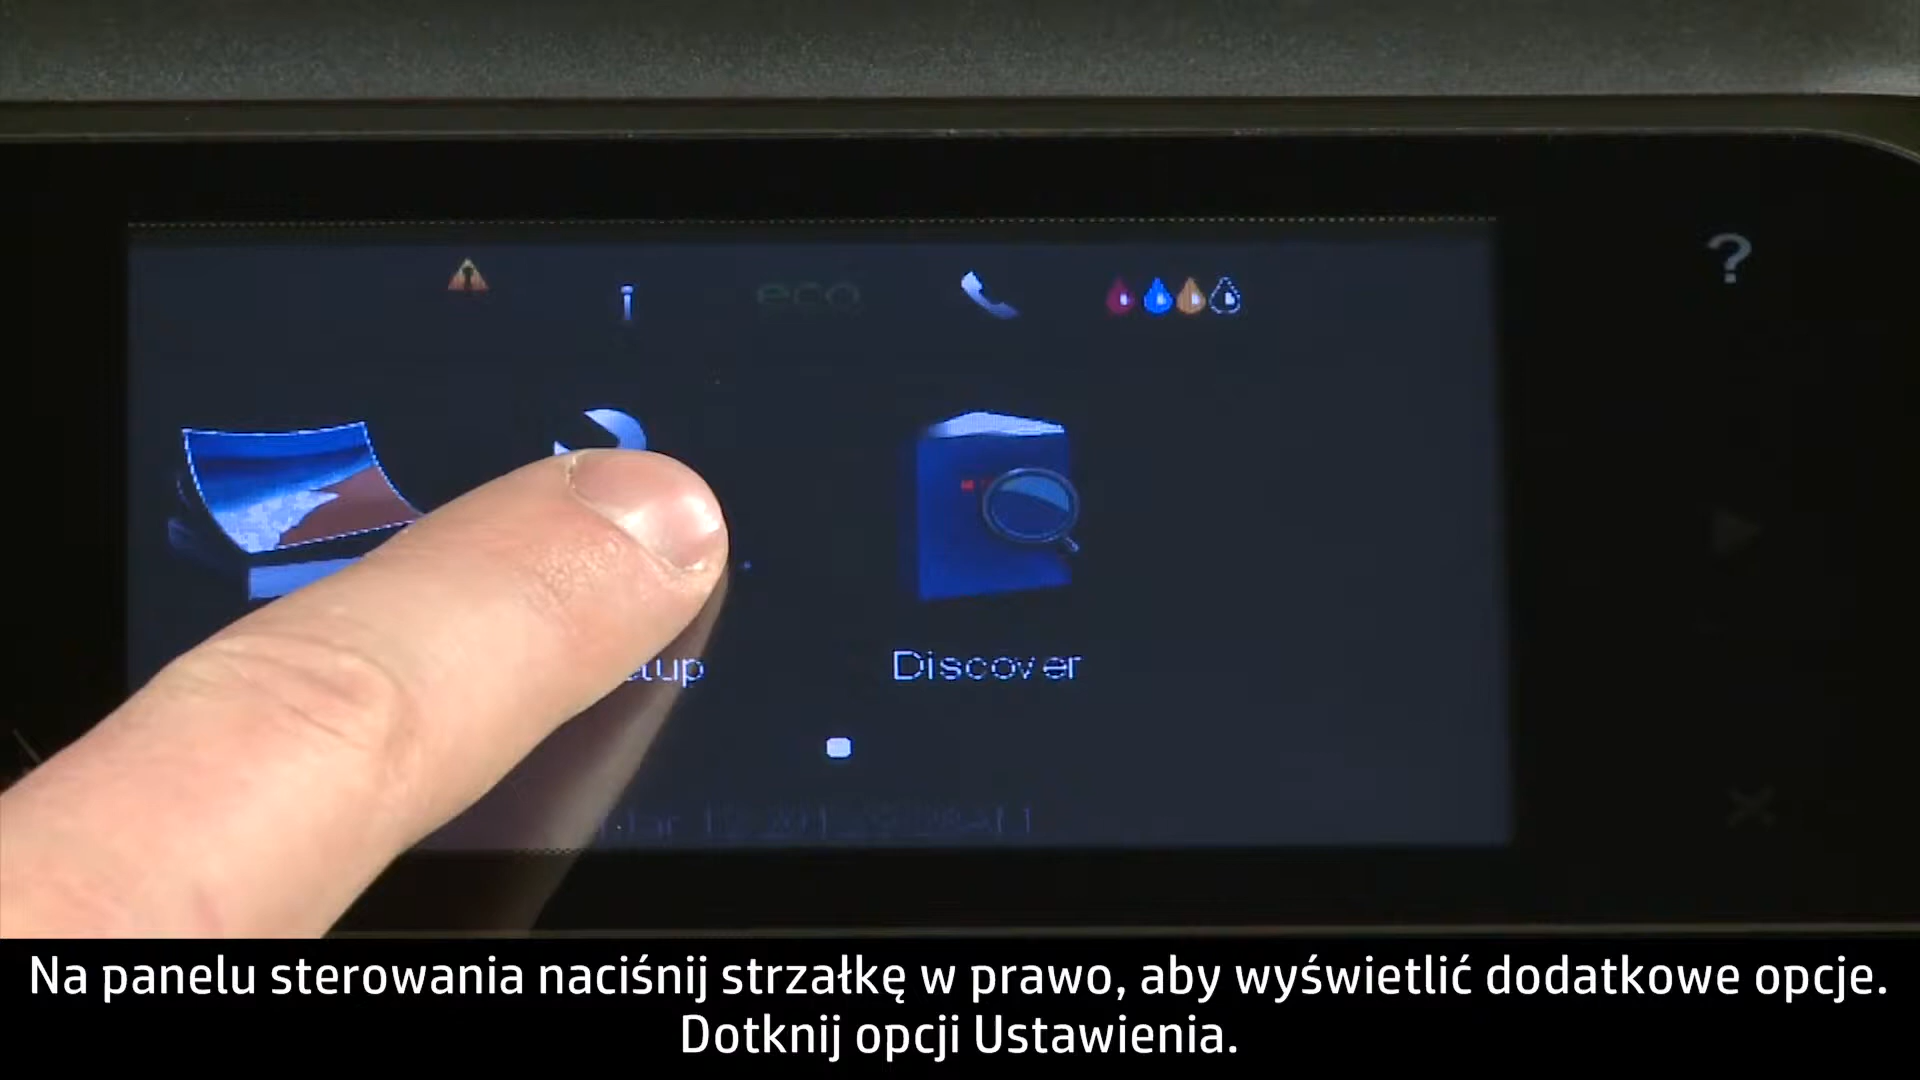 ?
eco
Discover
Na panelu sterowania naciśnij strzałkę w prawo, aby wyświetlić dodatkowe opcje.
Dotknij opcji Ustawienia.